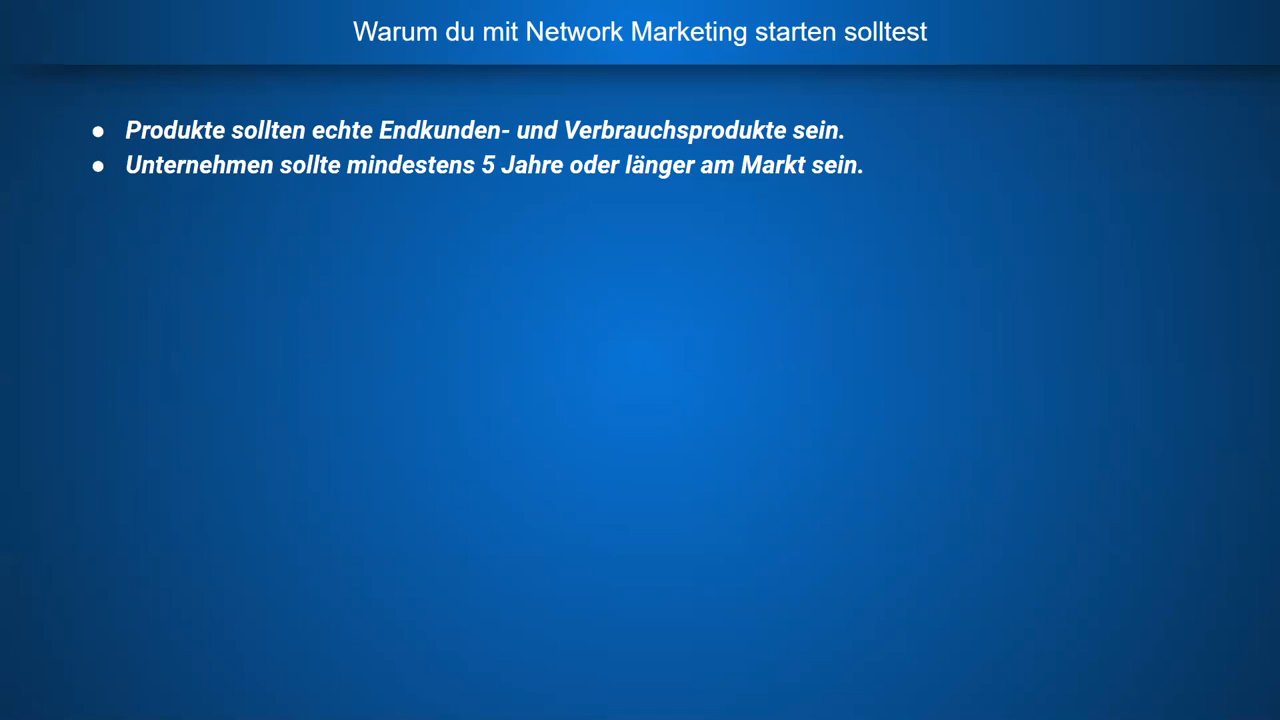 Warum du mit Network Marketing starten solltest
● Produkte sollten echte Endkunden- und Verbrauchsprodukte sein.
● Unternehmen sollte mindestens 5 Jahre oder länger am Markt sein.